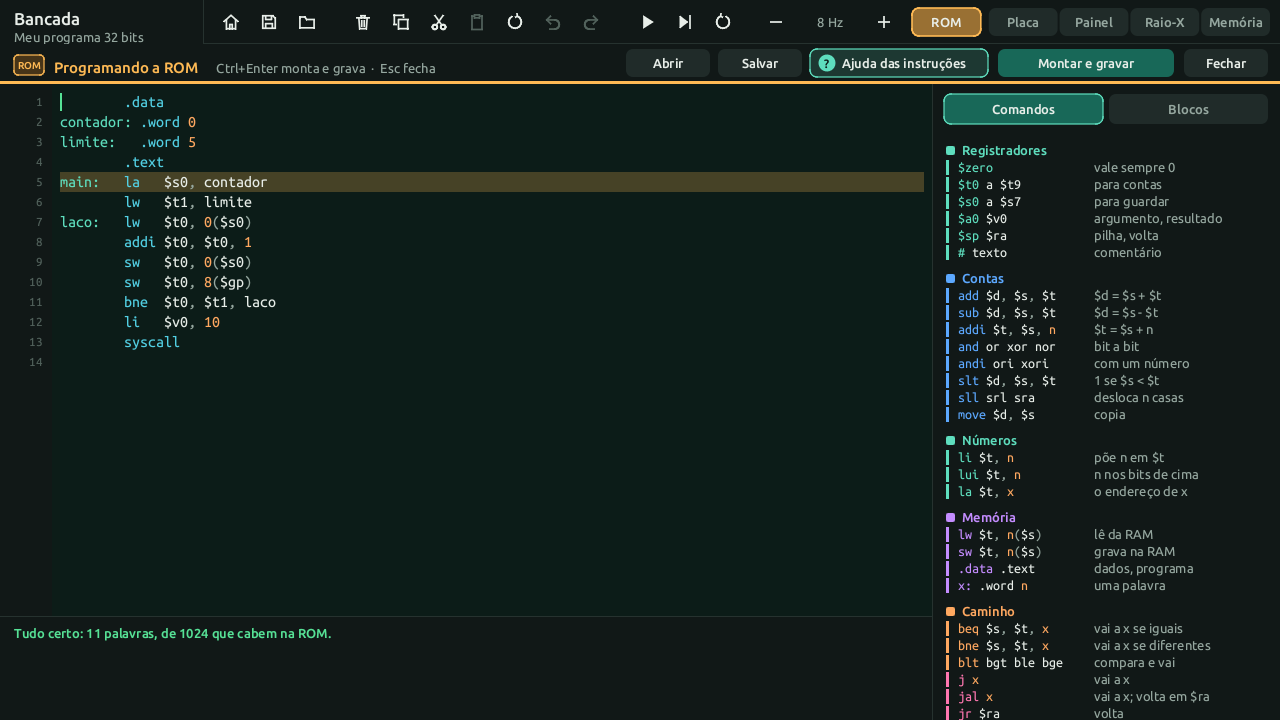 Bancada
Meu programa 32 bits
8 Hz
ROM
Placa
Painel
Raio-X
Memória
ROM
Programando a ROM
Ctrl+Enter monta e grava · Esc fecha
Abrir
Salvar
? Ajuda das instruções
Montar e gravar
Fechar
1 .data
2 contador: .word 0
3 limite: .word 5
4 .text
5 main: la $s0, contador
6 lw $t1, limite
7 laco: lw $t0, 0($s0)
8 addi $t0, $t0, 1
9 sw $t0, 0($s0)
10 sw $t0, 8($gp)
11 bne $t0, $t1, laco
12 li $v0, 10
13 syscall
14
Tudo certo: 11 palavras, de 1024 que cabem na ROM.
Comandos
Blocos
Registradores
$zero vale sempre 0
$t0 a $t9 para contas
$s0 a $s7 para guardar
$a0 $v0 argumento, resultado
$sp $ra pilha, volta
# texto comentário
Contas
add $d, $s, $t $d = $s + $t
sub $d, $s, $t $d = $s - $t
addi $t, $s, n $t = $s + n
and or xor nor bit a bit
andi ori xori com um número
slt $d, $s, $t 1 se $s < $t
sll srl sra desloca n casas
move $d, $s copia
Números
li $t, n põe n em $t
lui $t, n n nos bits de cima
la $t, x o endereço de x
Memória
lw $t, n($s) lê da RAM
sw $t, n($s) grava na RAM
.data .text dados, programa
x: .word n uma palavra
Caminho
beq $s, $t, x vai a x se iguais
bne $s, $t, x vai a x se diferentes
blt bgt ble bge compara e vai
j x vai a x
jal x vai a x; volta em $ra
jr $ra volta